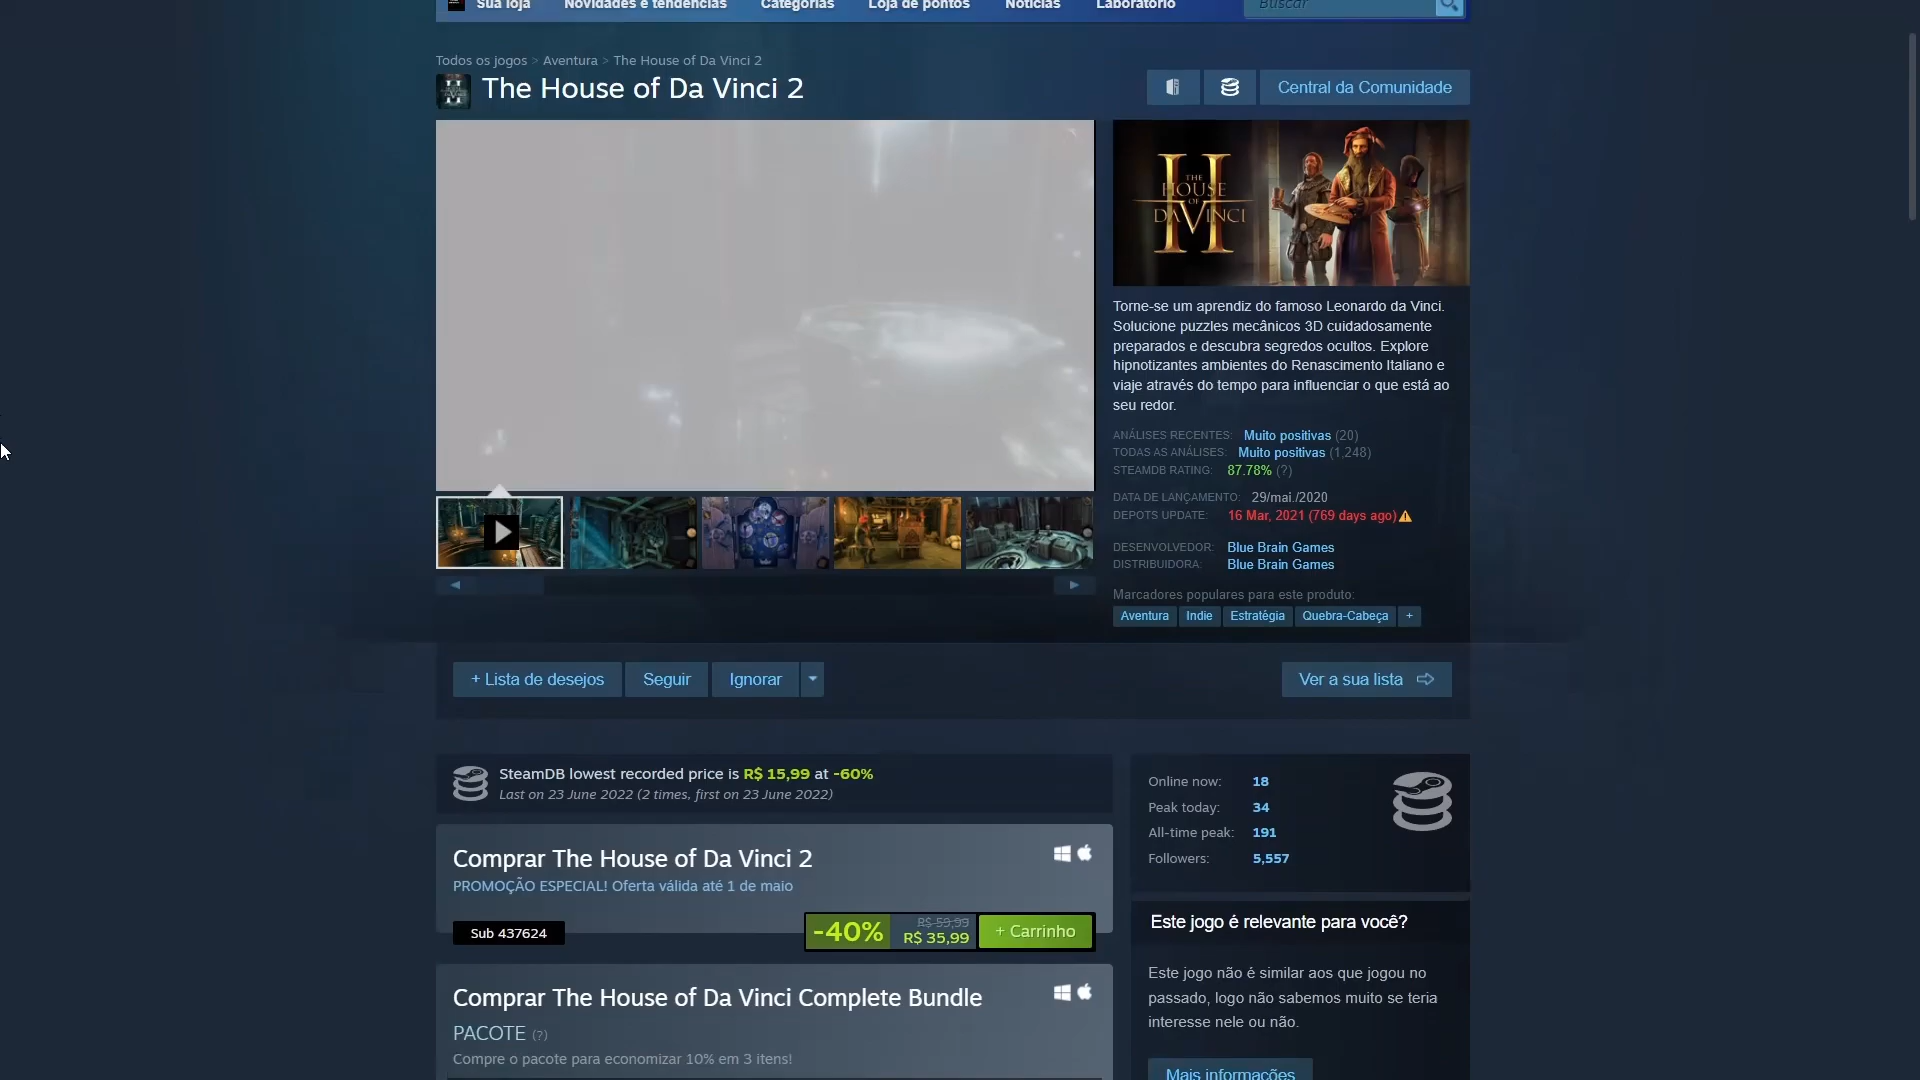 Sua loja Novidades e tendências Categorias Loja de pontos Notícias Laboratório Buscar
Todos os jogos > Aventura > The House of Da Vinci 2
The House of Da Vinci 2
Central da Comunidade
THE
HOUSE
OF
DA VINCI
II
Torne-se um aprendiz do famoso Leonardo da Vinci.
Solucione puzzles mecânicos 3D cuidadosamente
preparados e descubra segredos ocultos. Explore
hipnotizantes ambientes do Renascimento Italiano e
viaje através do tempo para influenciar o que está ao
seu redor.
ANÁLISES RECENTES: Muito positivas (20)
TODAS AS ANÁLISES: Muito positivas (1,248)
STEAMDB RATING: 87.78% (?)
DATA DE LANÇAMENTO: 29/mai./2020
DEPOTS UPDATE: 16 Mar, 2021 (769 days ago)
DESENVOLVEDOR: Blue Brain Games
DISTRIBUIDORA: Blue Brain Games
Marcadores populares para este produto:
Aventura Indie Estratégia Quebra-Cabeça +
+ Lista de desejos Seguir Ignorar Ver a sua lista
SteamDB lowest recorded price is R$ 15,99 at -60%
Last on 23 June 2022 (2 times, first on 23 June 2022)
Comprar The House of Da Vinci 2
PROMOÇÃO ESPECIAL! Oferta válida até 1 de maio
Sub 437624
-40% R$ 59,99 R$ 35,99 + Carrinho
Comprar The House of Da Vinci Complete Bundle
PACOTE (?)
Compre o pacote para economizar 10% em 3 itens!
Online now: 18
Peak today: 34
All-time peak: 191
Followers: 5,557
Este jogo é relevante para você?
Este jogo não é similar aos que jogou no
passado, logo não sabemos muito se teria
interesse nele ou não.
Mais informações